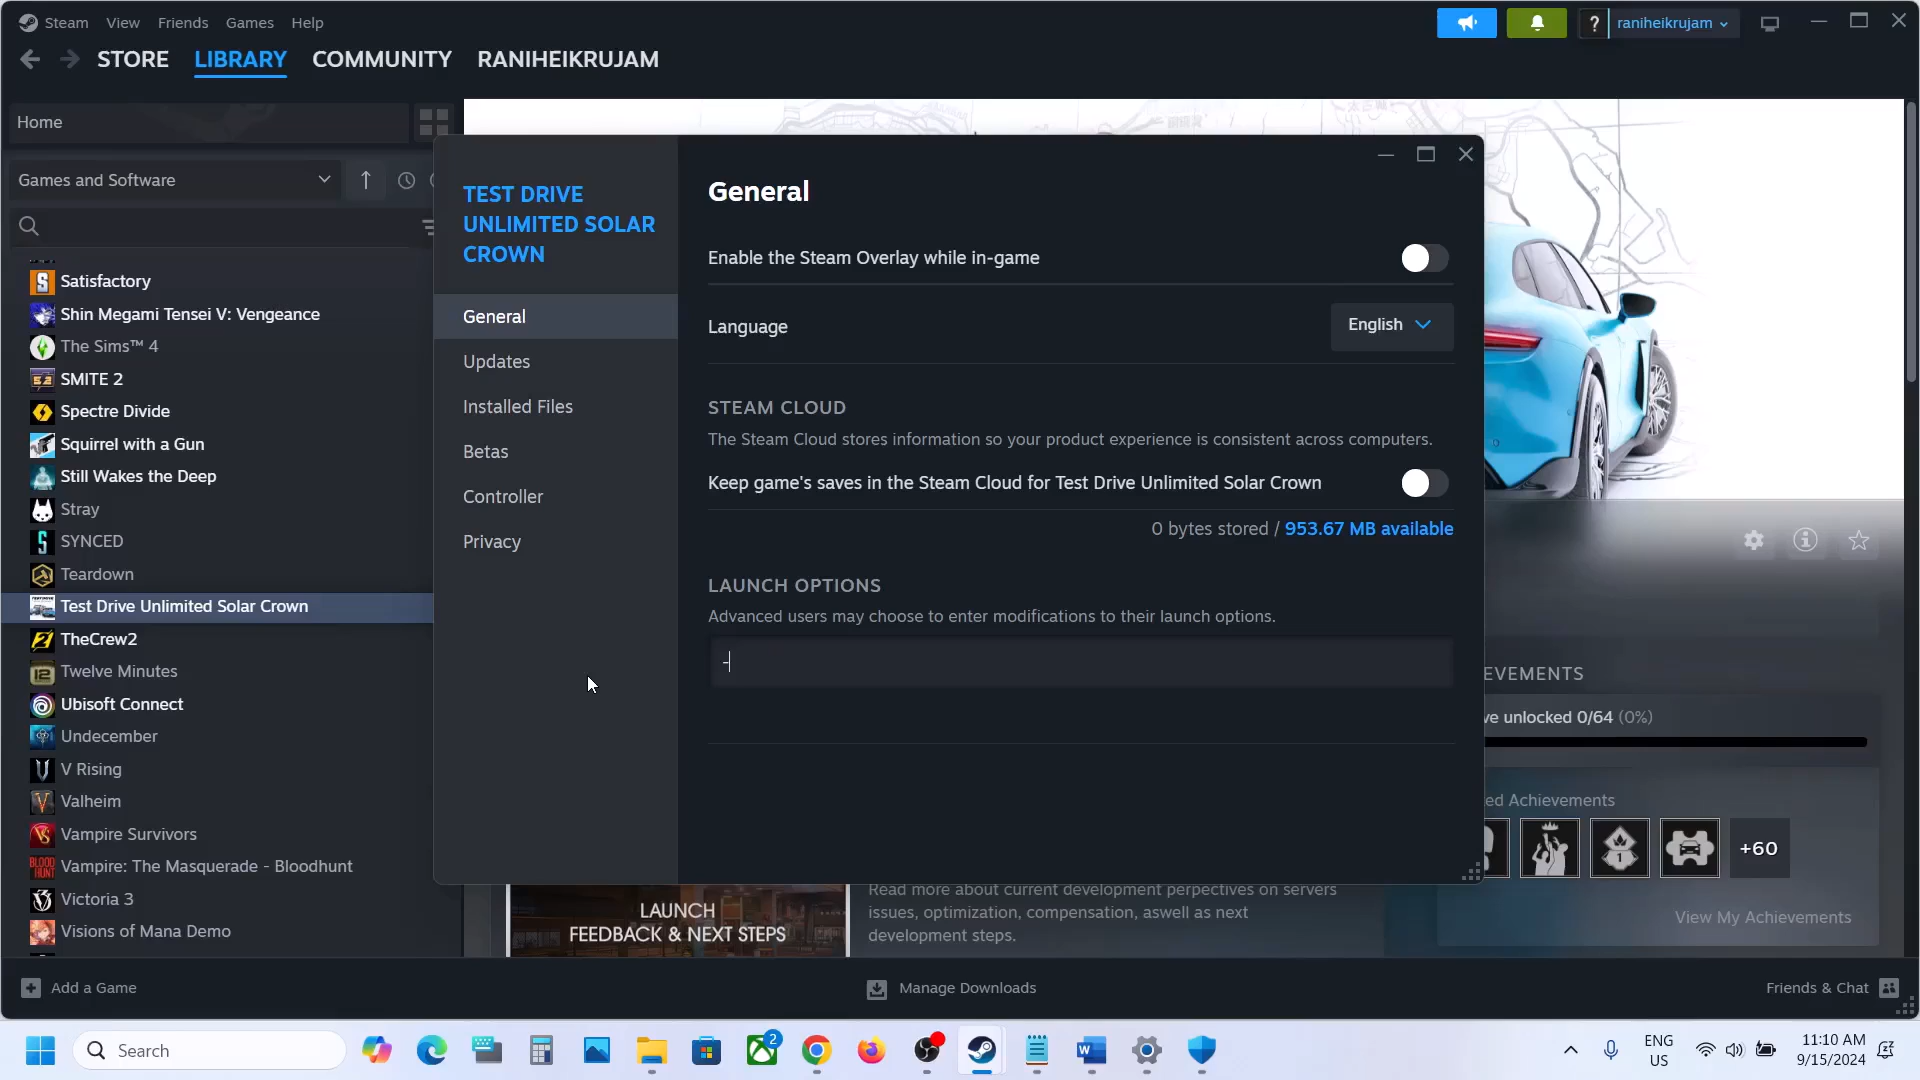 Steam View Friends Games Help
? raniheikrujam
STORE LIBRARY COMMUNITY RANIHEIKRUJAM
Home
Games and Software
Satisfactory
Shin Megami Tensei V: Vengeance
The Sims™ 4
SMITE 2
Spectre Divide
Squirrel with a Gun
Still Wakes the Deep
Stray
SYNCED
Teardown
Test Drive Unlimited Solar Crown
TheCrew2
Twelve Minutes
Ubisoft Connect
Undecember
V Rising
Valheim
Vampire Survivors
Vampire: The Masquerade - Bloodhunt
Victoria 3
Visions of Mana Demo
TEST DRIVE
UNLIMITED SOLAR
CROWN
General
Updates
Installed Files
Betas
Controller
Privacy
General
Enable the Steam Overlay while in-game
Language English
STEAM CLOUD
The Steam Cloud stores information so your product experience is consistent across computers.
Keep game's saves in the Steam Cloud for Test Drive Unlimited Solar Crown
0 bytes stored / 953.67 MB available
LAUNCH OPTIONS
Advanced users may choose to enter modifications to their launch options.
-
EVEMENTS
ve unlocked 0/64 (0%)
ed Achievements
+60
View My Achievements
LAUNCH
FEEDBACK & NEXT STEPS
Read more about current development perpectives on servers
issues, optimization, compensation, aswell as next
development steps.
Add a Game
Manage Downloads
Friends & Chat
Search
2
ENG
US
11:10 AM
9/15/2024